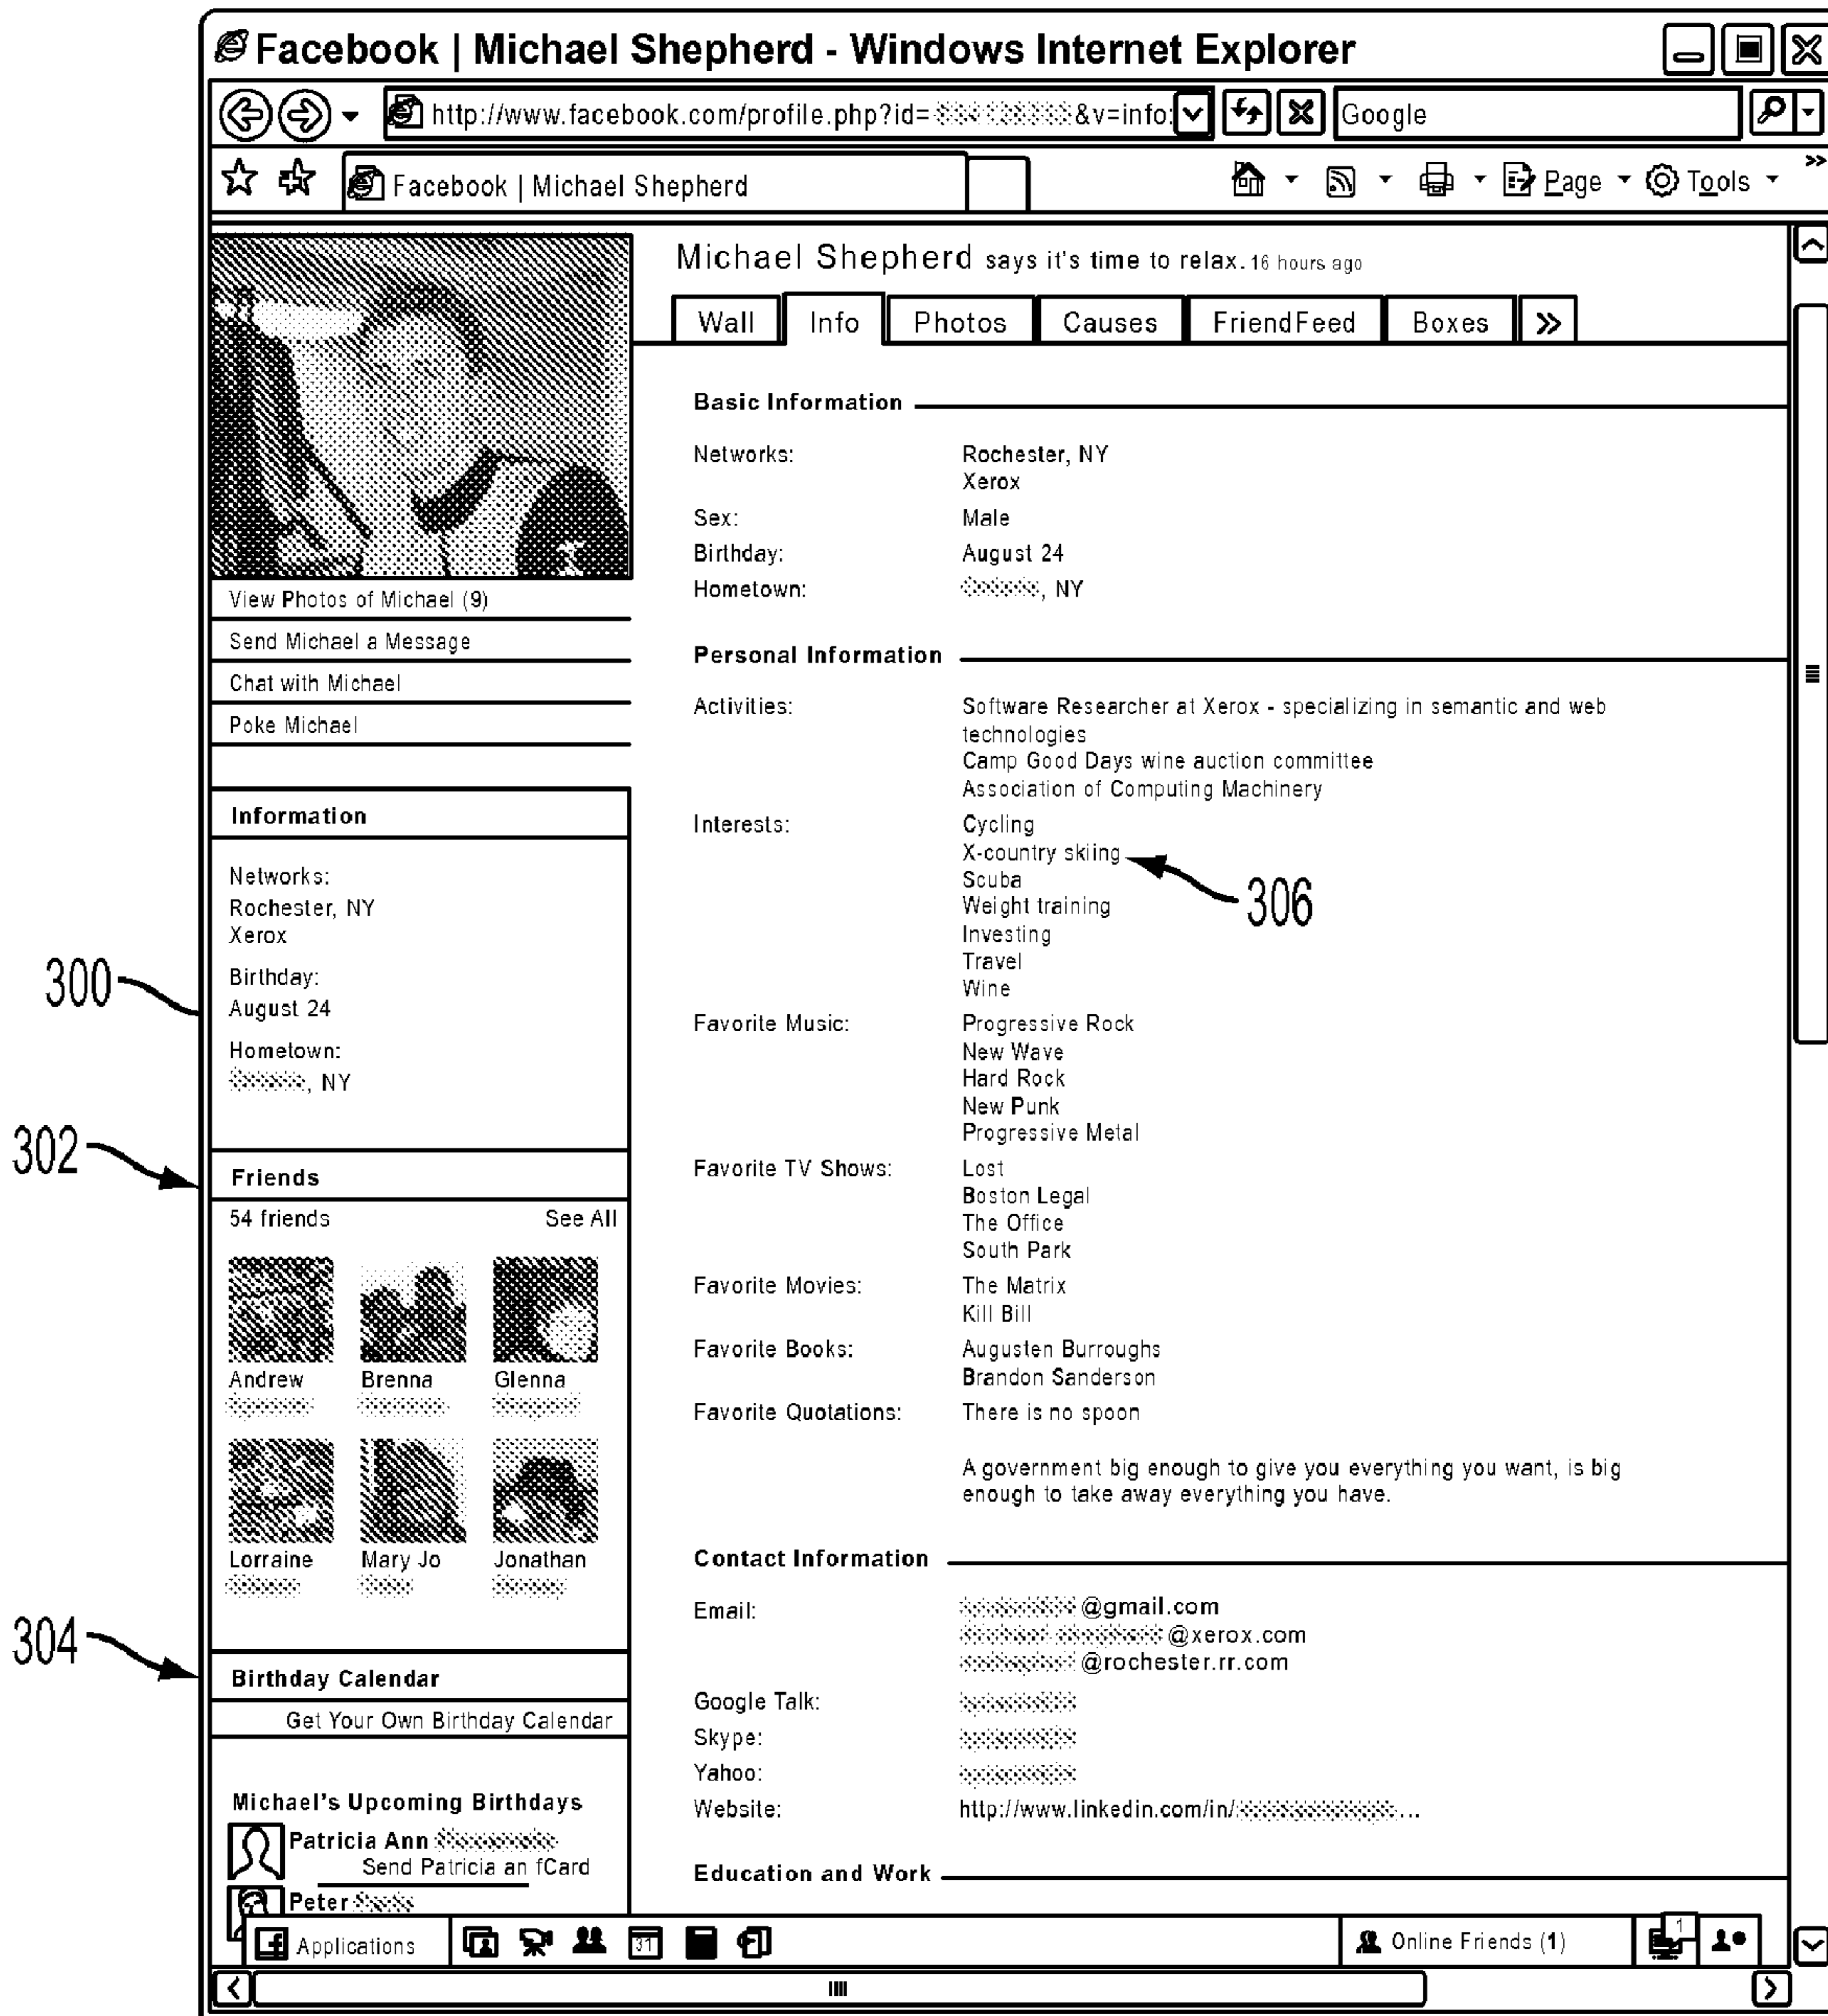 Facebook | Michael Shepherd - Windows Internet Explorer
http://www.facebook.com/profile.php?id= &v=info:
Google
Facebook | Michael Shepherd
Page
Tools
Michael Shepherd says it's time to relax. 16 hours ago
Wall Info Photos Causes FriendFeed Boxes »
View Photos of Michael (9)
Send Michael a Message
Chat with Michael
Poke Michael
Information
Networks:
Rochester, NY
Xerox
Birthday:
August 24
Hometown:
, NY
300
302
Friends
54 friends See All
Andrew Brenna Glenna
Lorraine Mary Jo Jonathan
304
Birthday Calendar
Get Your Own Birthday Calendar
Michael's Upcoming Birthdays
Patricia Ann
Send Patricia an fCard
Peter
Basic Information
Networks: Rochester, NY
Xerox
Sex: Male
Birthday: August 24
Hometown: , NY
Personal Information
Activities: Software Researcher at Xerox - specializing in semantic and web
technologies
Camp Good Days wine auction committee
Association of Computing Machinery
Interests: Cycling
X-country skiing
306
Scuba
Weight training
Investing
Travel
Wine
Favorite Music: Progressive Rock
New Wave
Hard Rock
New Punk
Progressive Metal
Favorite TV Shows: Lost
Boston Legal
The Office
South Park
Favorite Movies: The Matrix
Kill Bill
Favorite Books: Augusten Burroughs
Brandon Sanderson
Favorite Quotations: There is no spoon
A government big enough to give you everything you want, is big
enough to take away everything you have.
Contact Information
Email: @gmail.com
@xerox.com
@rochester.rr.com
Google Talk:
Skype:
Yahoo:
Website: http://www.linkedin.com/in/ ...
Education and Work
Applications 31 Online Friends (1) 1